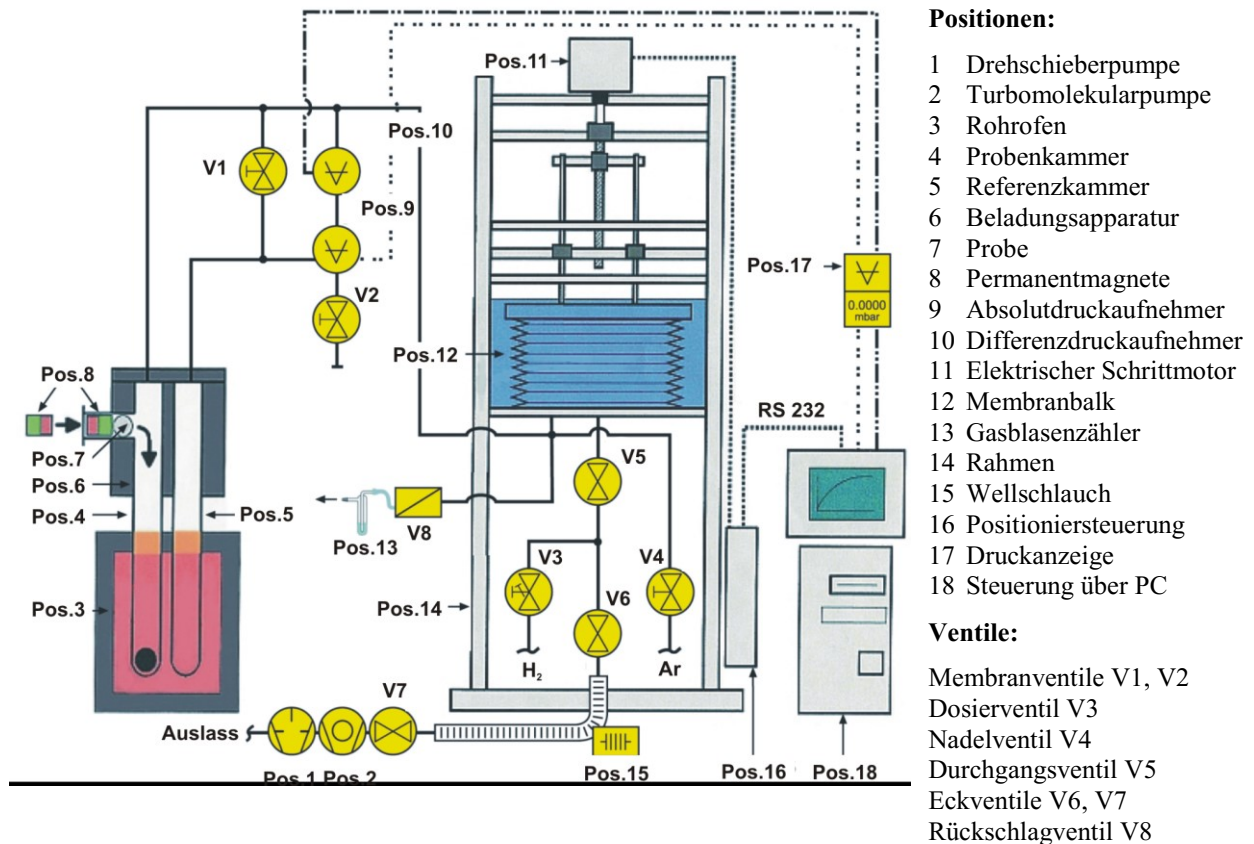 Pos.11
Pos.10
V1
Pos.9
Pos.17
0.0000
mbar
V2
Pos.12
Pos.8
RS 232
Pos.7
Pos.6
V5
Pos.4
Pos.5
V8
Pos.13
V3
V4
Pos.3
Pos.14
V6
H₂
Ar
V7
Auslass
Pos.1 Pos.2
Pos.15
Pos.16
Pos.18
Positionen:
1 Drehschieberpumpe
2 Turbomolekularpumpe
3 Rohrofen
4 Probenkammer
5 Referenzkammer
6 Beladungsapparatur
7 Probe
8 Permanentmagnete
9 Absolutdruckaufnehmer
10 Differenzdruckaufnehmer
11 Elektrischer Schrittmotor
12 Membranbalk
13 Gasblasenzähler
14 Rahmen
15 Wellschlauch
16 Positioniersteuerung
17 Druckanzeige
18 Steuerung über PC
Ventile:
Membranventile V1, V2
Dosierventil V3
Nadelventil V4
Durchgangsventil V5
Eckventile V6, V7
Rückschlagventil V8